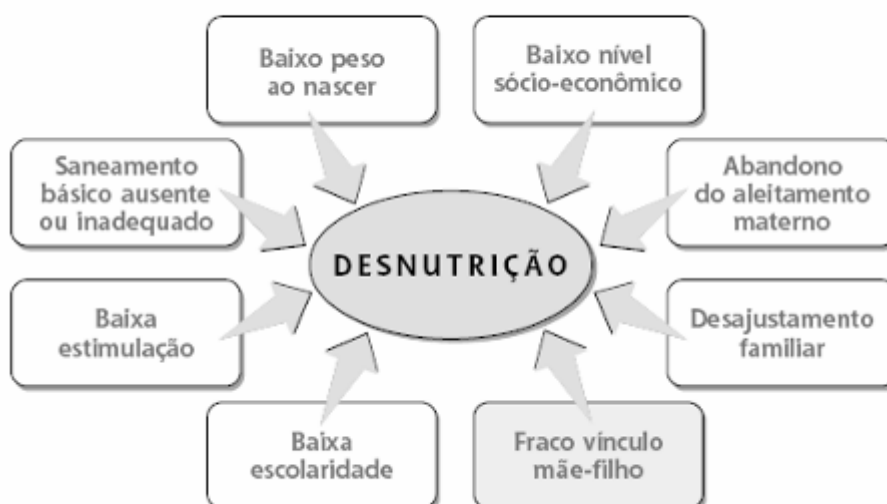 Baixo peso
ao nascer
Baixo nível
sócio-econômico
Saneamento
básico ausente
ou inadequado
Abandono
do aleitamento
materno
DESNUTRIÇÃO
Baixa
estimulação
Desajustamento
familiar
Baixa
escolaridade
Fraco vínculo
mãe-filho